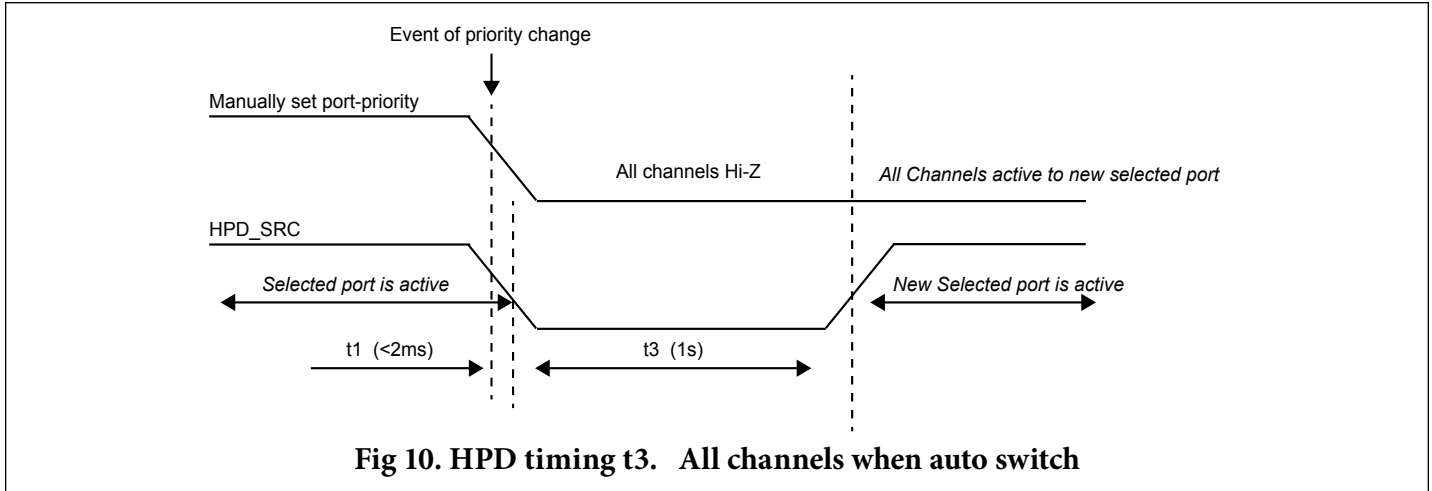 Event of priority change
Manually set port-priority
All channels Hi-Z
All Channels active to new selected port
HPD_SRC
Selected port is active
New Selected port is active
t1 (<2ms)
t3 (1s)
Fig 10. HPD timing t3. All channels when auto switch